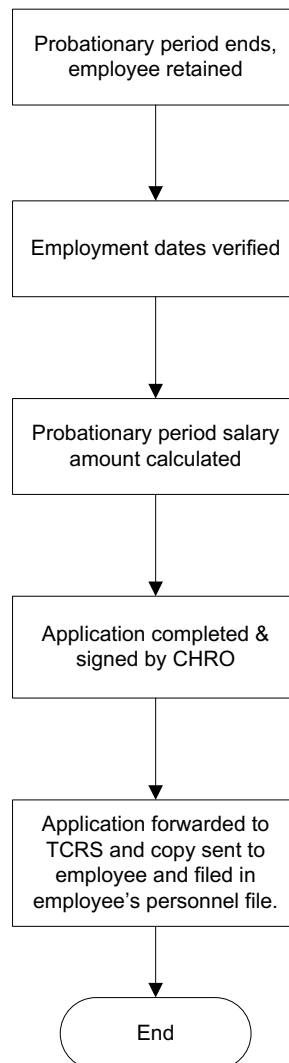 Probationary period ends,
employee retained
Employment dates verified
Probationary period salary
amount calculated
Application completed &
signed by CHRO
Application forwarded to
TCRS and copy sent to
employee and filed in
employee’s personnel file.
End